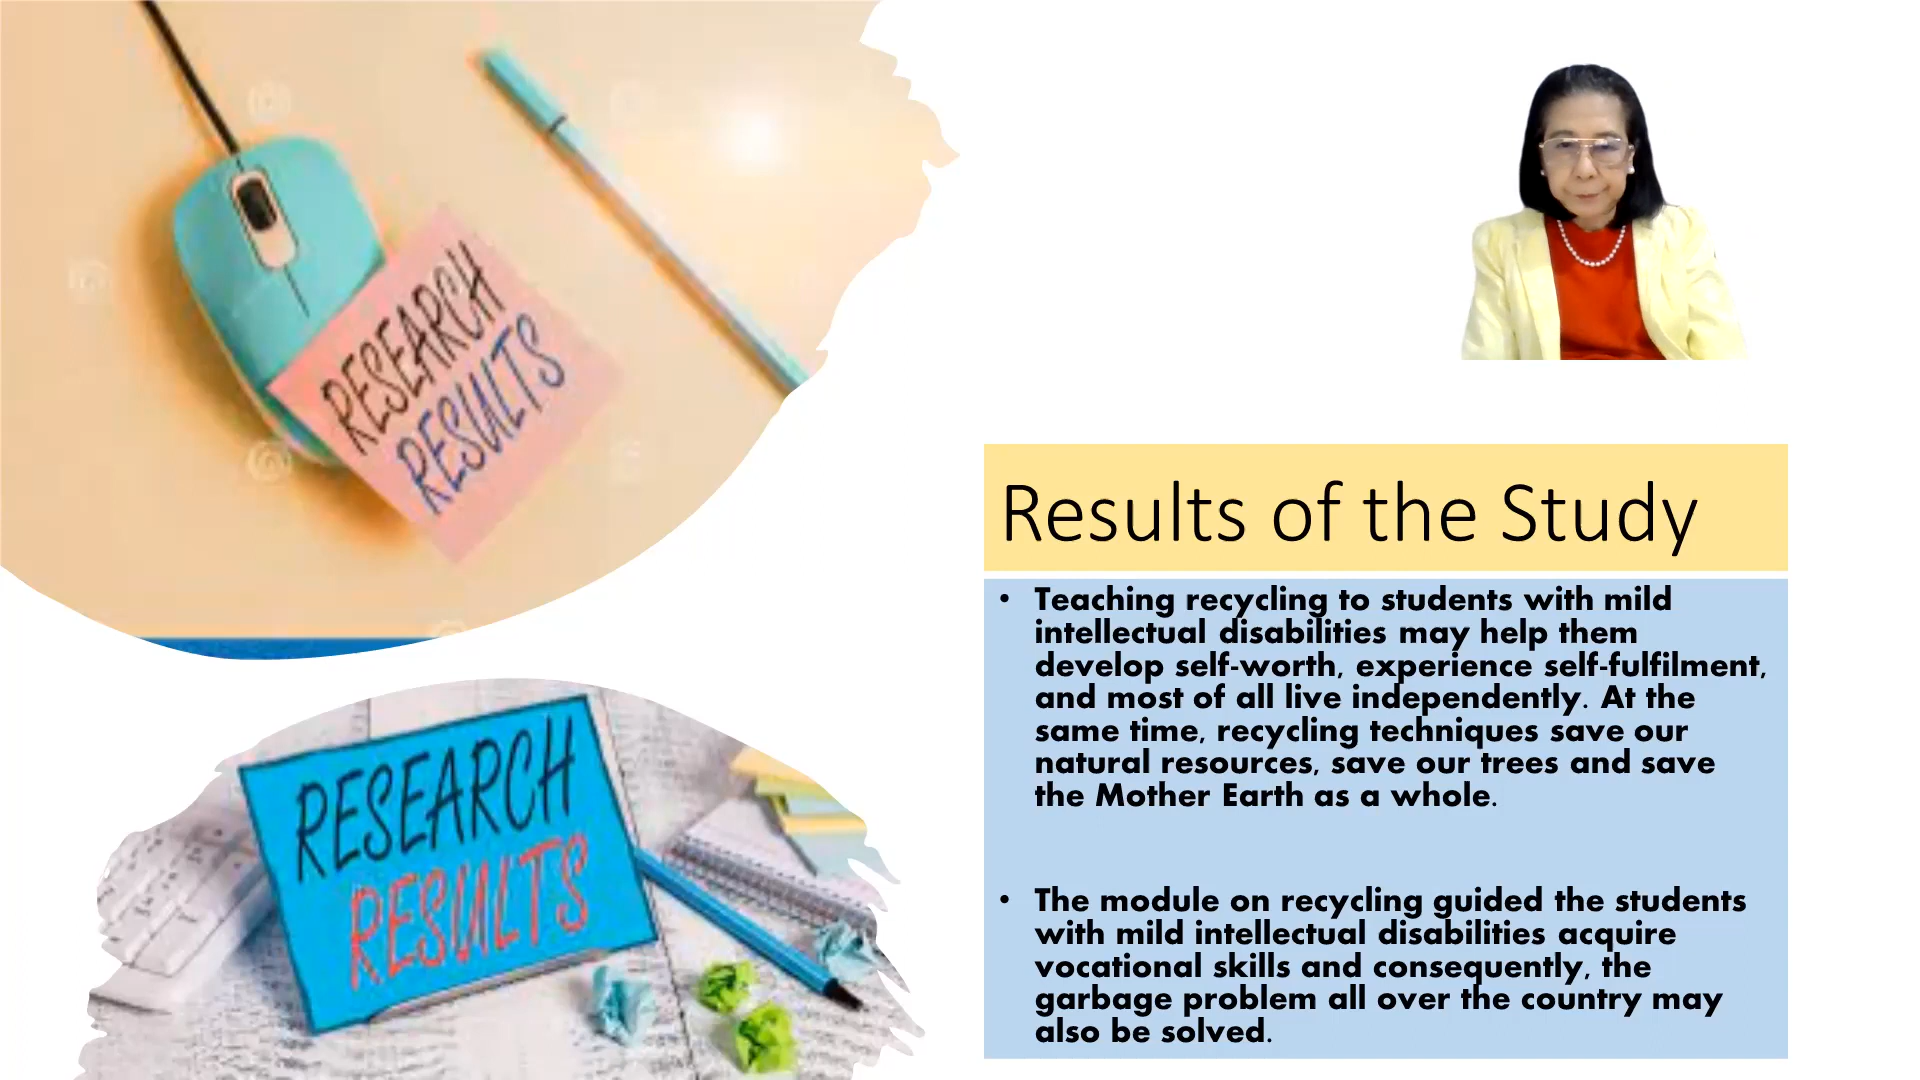 RESEARCH
RESULTS
RESEARCH
RESULTS
Results of the Study
• Teaching recycling to students with mild
intellectual disabilities may help them
develop self-worth, experience self-fulfilment,
and most of all live independently. At the
same time, recycling techniques save our
natural resources, save our trees and save
the Mother Earth as a whole.
• The module on recycling guided the students
with mild intellectual disabilities acquire
vocational skills and consequently, the
garbage problem all over the country may
also be solved.